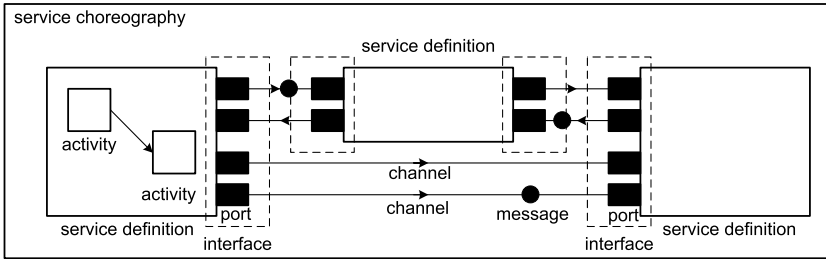 service choreography
service definition
activity
activity
channel
channel
port
message
port
service definition
interface
interface
service definition